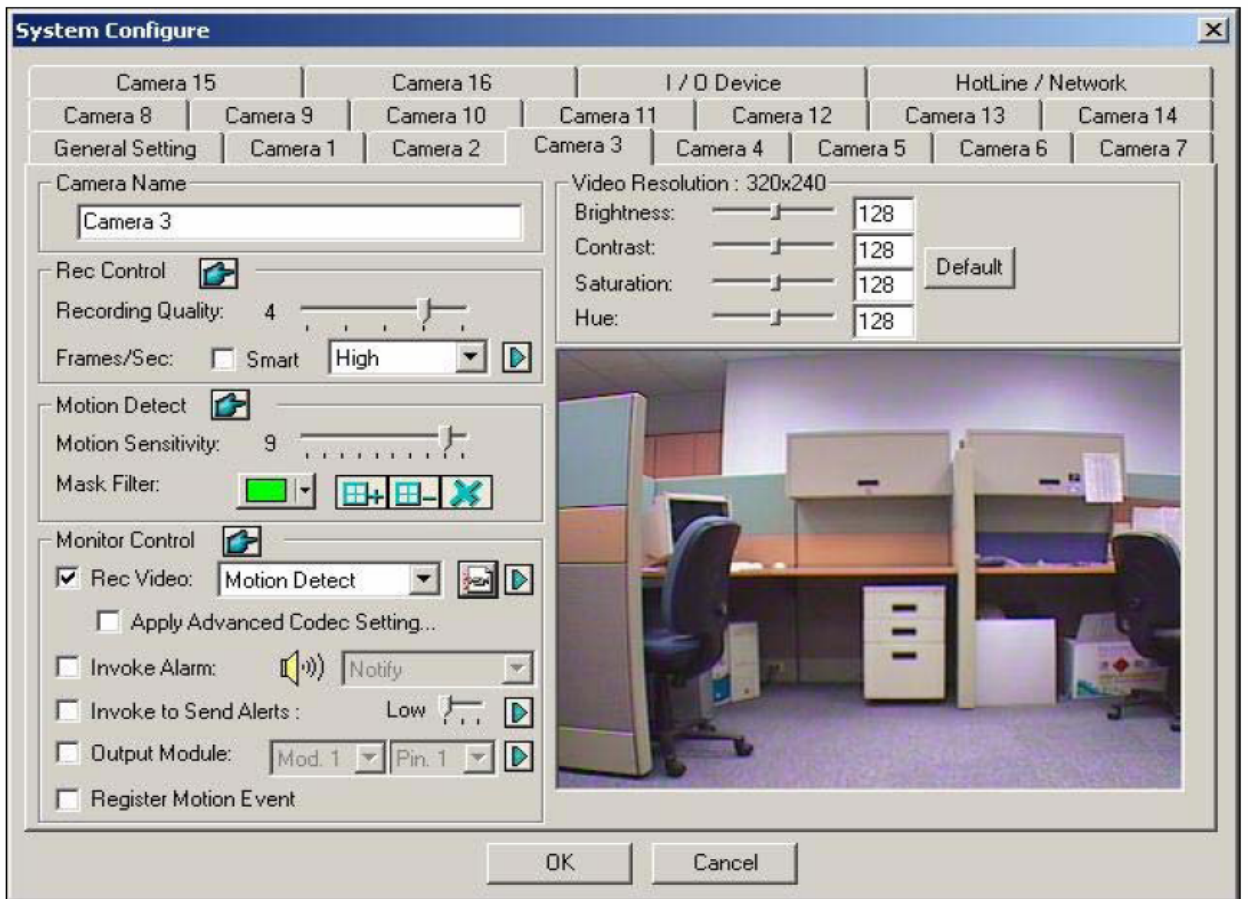 System Configure
Camera 15 Camera 16 I / O Device HotLine / Network
Camera 8 Camera 9 Camera 10 Camera 11 Camera 12 Camera 13 Camera 14
General Setting Camera 1 Camera 2 Camera 3 Camera 4 Camera 5 Camera 6 Camera 7
Camera Name
Camera 3
Rec Control
Recording Quality: 4
Frames/Sec: Smart High
Motion Detect
Motion Sensitivity: 9
Mask Filter:
Monitor Control
Rec Video: Motion Detect
Apply Advanced Codec Setting...
Invoke Alarm: Notify
Invoke to Send Alerts : Low
Output Module: Mod. 1 Pin. 1
Register Motion Event
Video Resolution : 320x240
Brightness: 128
Contrast: 128
Saturation: 128
Hue: 128
Default
OK Cancel